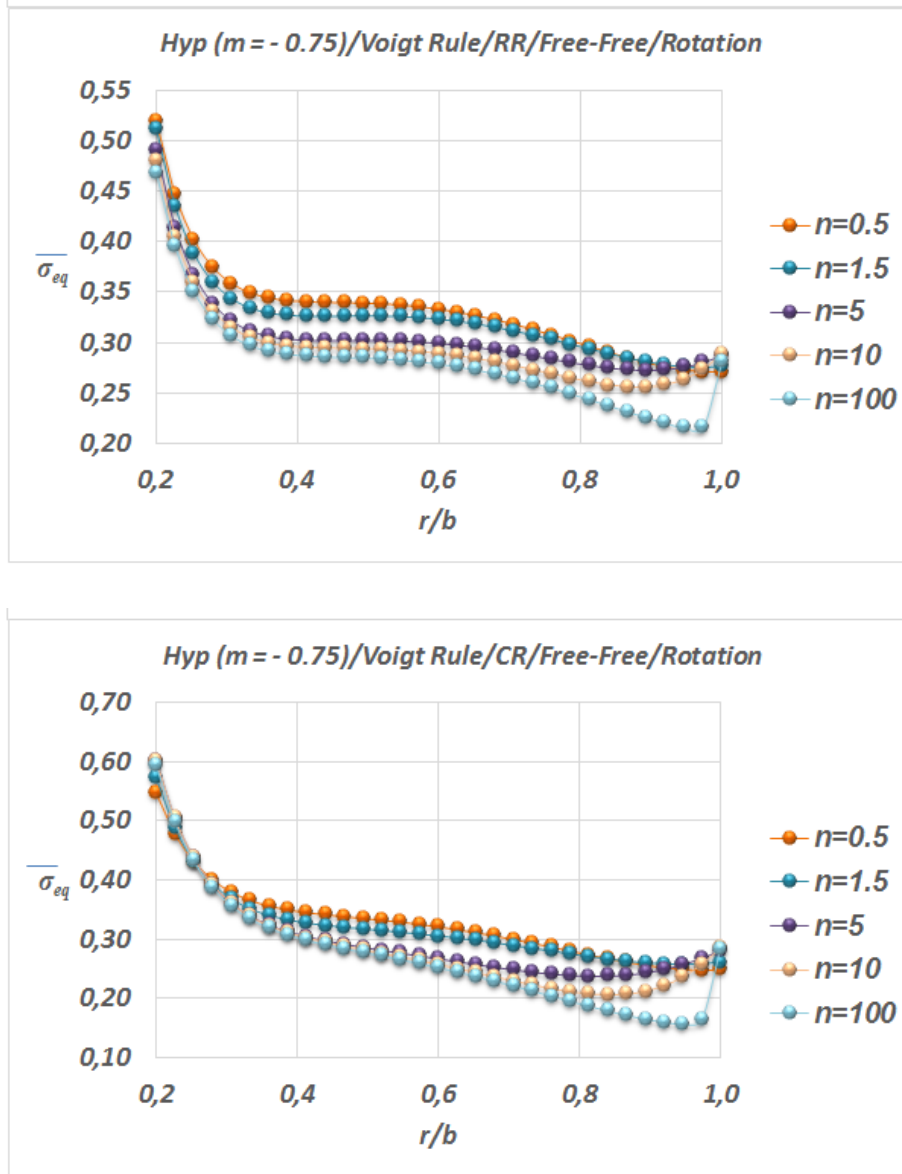 Hyp (m = - 0.75)/Voigt Rule/RR/Free-Free/Rotation
0,55
0,50
0,45
0,40
0,35
0,30
0,25
0,20
σeq
0,2
0,4
0,6
0,8
1,0
r/b
n=0.5
n=1.5
n=5
n=10
n=100
Hyp (m = - 0.75)/Voigt Rule/CR/Free-Free/Rotation
0,70
0,60
0,50
0,40
0,30
0,20
0,10
σeq
0,2
0,4
0,6
0,8
1,0
r/b
n=0.5
n=1.5
n=5
n=10
n=100